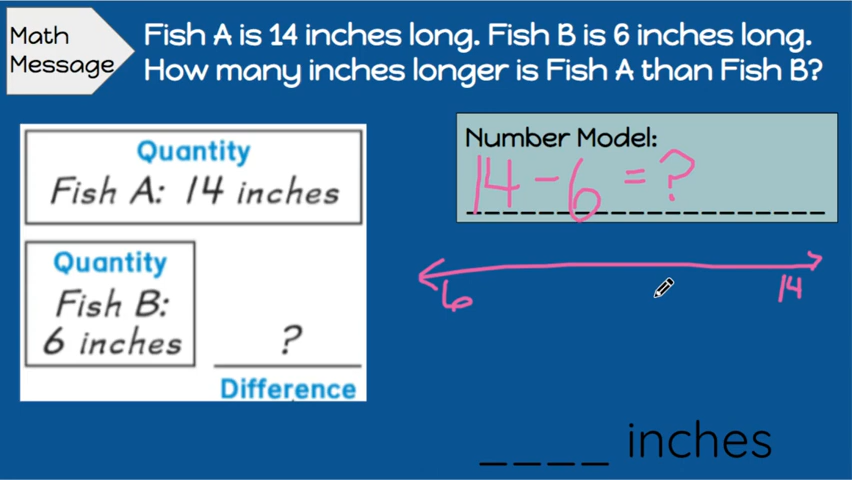 Math
Message
Fish A is 14 inches long. Fish B is 6 inches long.
How many inches longer is Fish A than Fish B?
Quantity
Fish A: 14 inches
Quantity
Fish B:
6 inches
?
Difference
Number Model:
14 - 6 = ?
6 14
____ inches